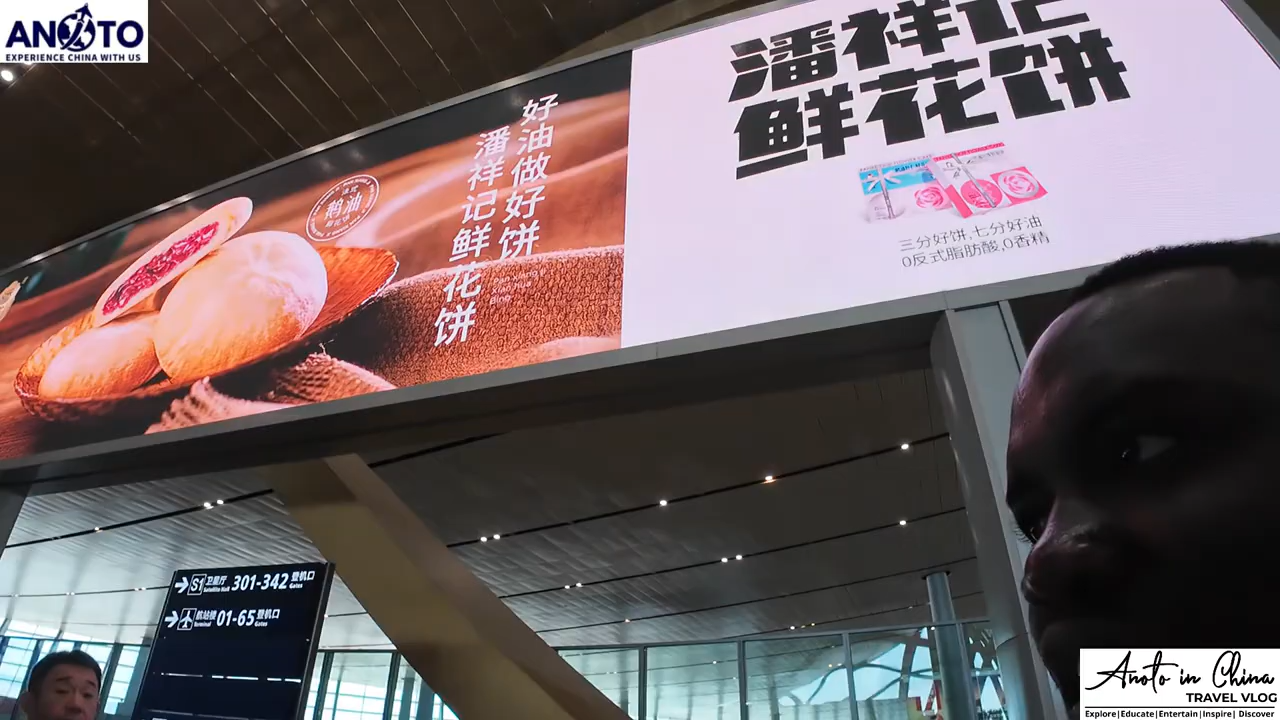 ANOTO
EXPERIENCE CHINA WITH US
潘祥记
鲜花饼
好油做好饼
潘祥记鲜花饼
鹅油
三分好饼,七分好油
0反式脂肪酸,0香精
S1 卫星厅 301-342 登机口
Satellite Hall Gates
航站楼 01-65 登机口
Terminal Gates
Anoto in China
TRAVEL VLOG
Explore|Educate|Entertain|Inspire| Discover